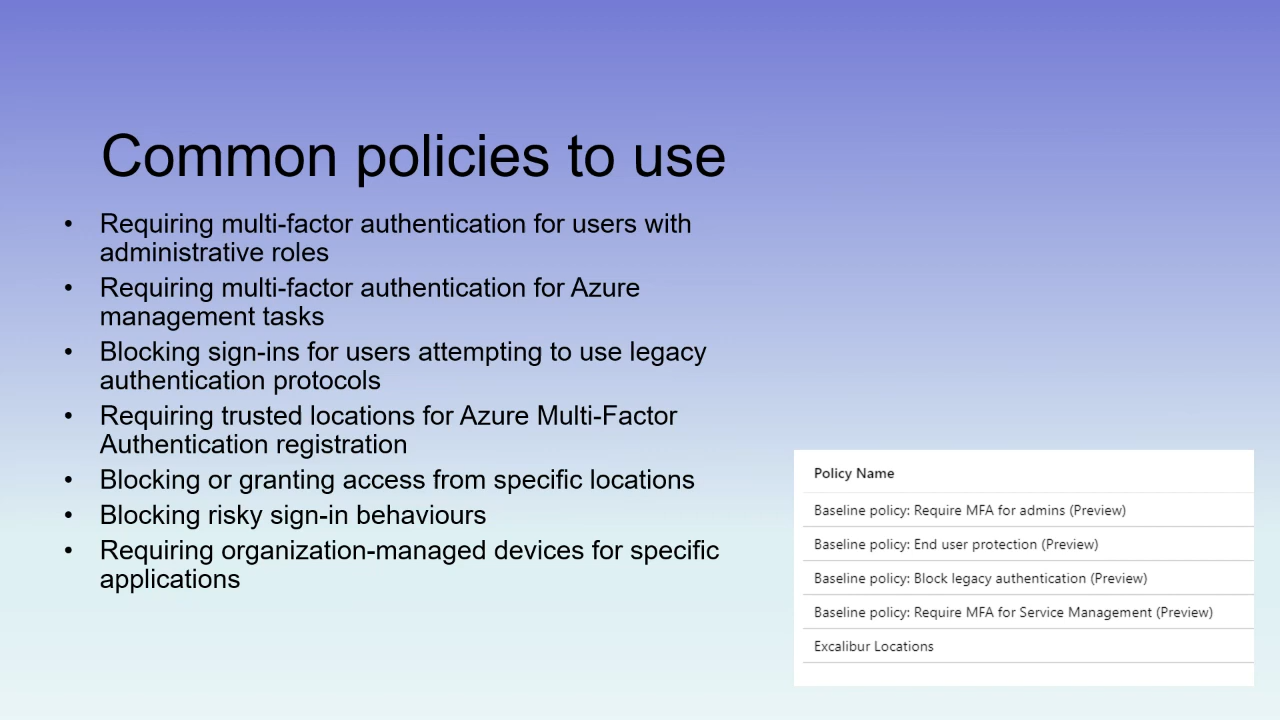 Common policies to use
• Requiring multi-factor authentication for users with
administrative roles
• Requiring multi-factor authentication for Azure
management tasks
• Blocking sign-ins for users attempting to use legacy
authentication protocols
• Requiring trusted locations for Azure Multi-Factor
Authentication registration
• Blocking or granting access from specific locations
• Blocking risky sign-in behaviours
• Requiring organization-managed devices for specific
applications
Policy Name
Baseline policy: Require MFA for admins (Preview)
Baseline policy: End user protection (Preview)
Baseline policy: Block legacy authentication (Preview)
Baseline policy: Require MFA for Service Management (Preview)
Excalibur Locations